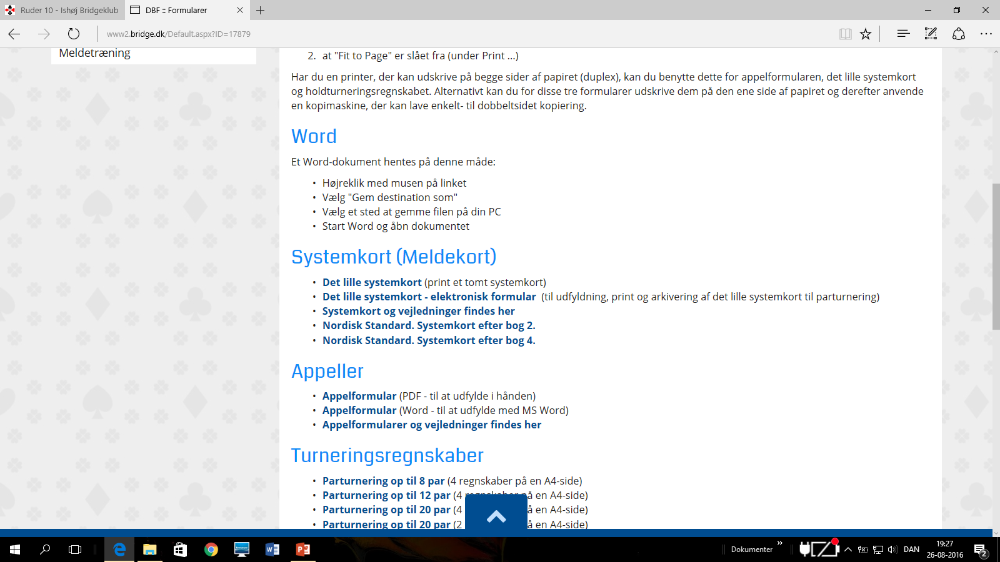 Ruder 10 - Ishøj Bridgeklub
DBF :: Formularer
www2.bridge.dk/Default.aspx?ID=17879
Meldetræning
2. at "Fit to Page" er slået fra (under Print ...)
Har du en printer, der kan udskrive på begge sider af papiret (duplex), kan du benytte dette for appelformularen, det lille systemkort
og holdturneringsregnskabet. Alternativt kan du for disse tre formularer udskrive dem på den ene side af papiret og derefter anvende
en kopimaskine, der kan lave enkelt- til dobbeltsidet kopiering.
Word
Et Word-dokument hentes på denne måde:
• Højreklik med musen på linket
• Vælg "Gem destination som"
• Vælg et sted at gemme filen på din PC
• Start Word og åbn dokumentet
Systemkort (Meldekort)
• Det lille systemkort (print et tomt systemkort)
• Det lille systemkort - elektronisk formular (til udfyldning, print og arkivering af det lille systemkort til parturnering)
• Systemkort og vejledninger findes her
• Nordisk Standard. Systemkort efter bog 2.
• Nordisk Standard. Systemkort efter bog 4.
Appeller
• Appelformular (PDF - til at udfylde i hånden)
• Appelformular (Word - til at udfylde med MS Word)
• Appelformularer og vejledninger findes her
Turneringsregnskaber
• Parturnering op til 8 par (4 regnskaber på en A4-side)
• Parturnering op til 12 par (4 regnskaber på en A4-side)
• Parturnering op til 20 par (4 å en A4-side)
• Parturnering op til 20 par (2 å en A4-side)
Dokumenter
DAN
19:27
26-08-2016
2